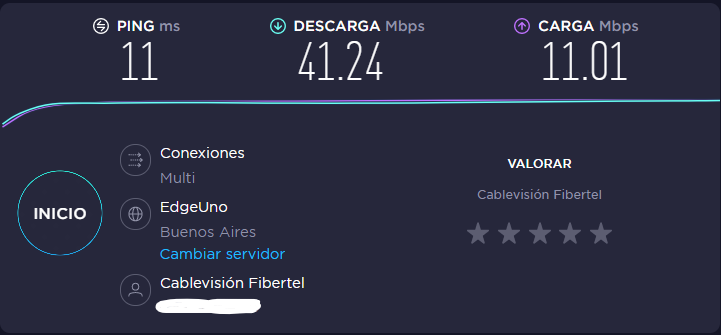 PING ms
11
DESCARGA Mbps
41.24
CARGA Mbps
11.01
INICIO
Conexiones
Multi
EdgeUno
Buenos Aires
Cambiar servidor
Cablevisión Fibertel
VALORAR
Cablevisión Fibertel